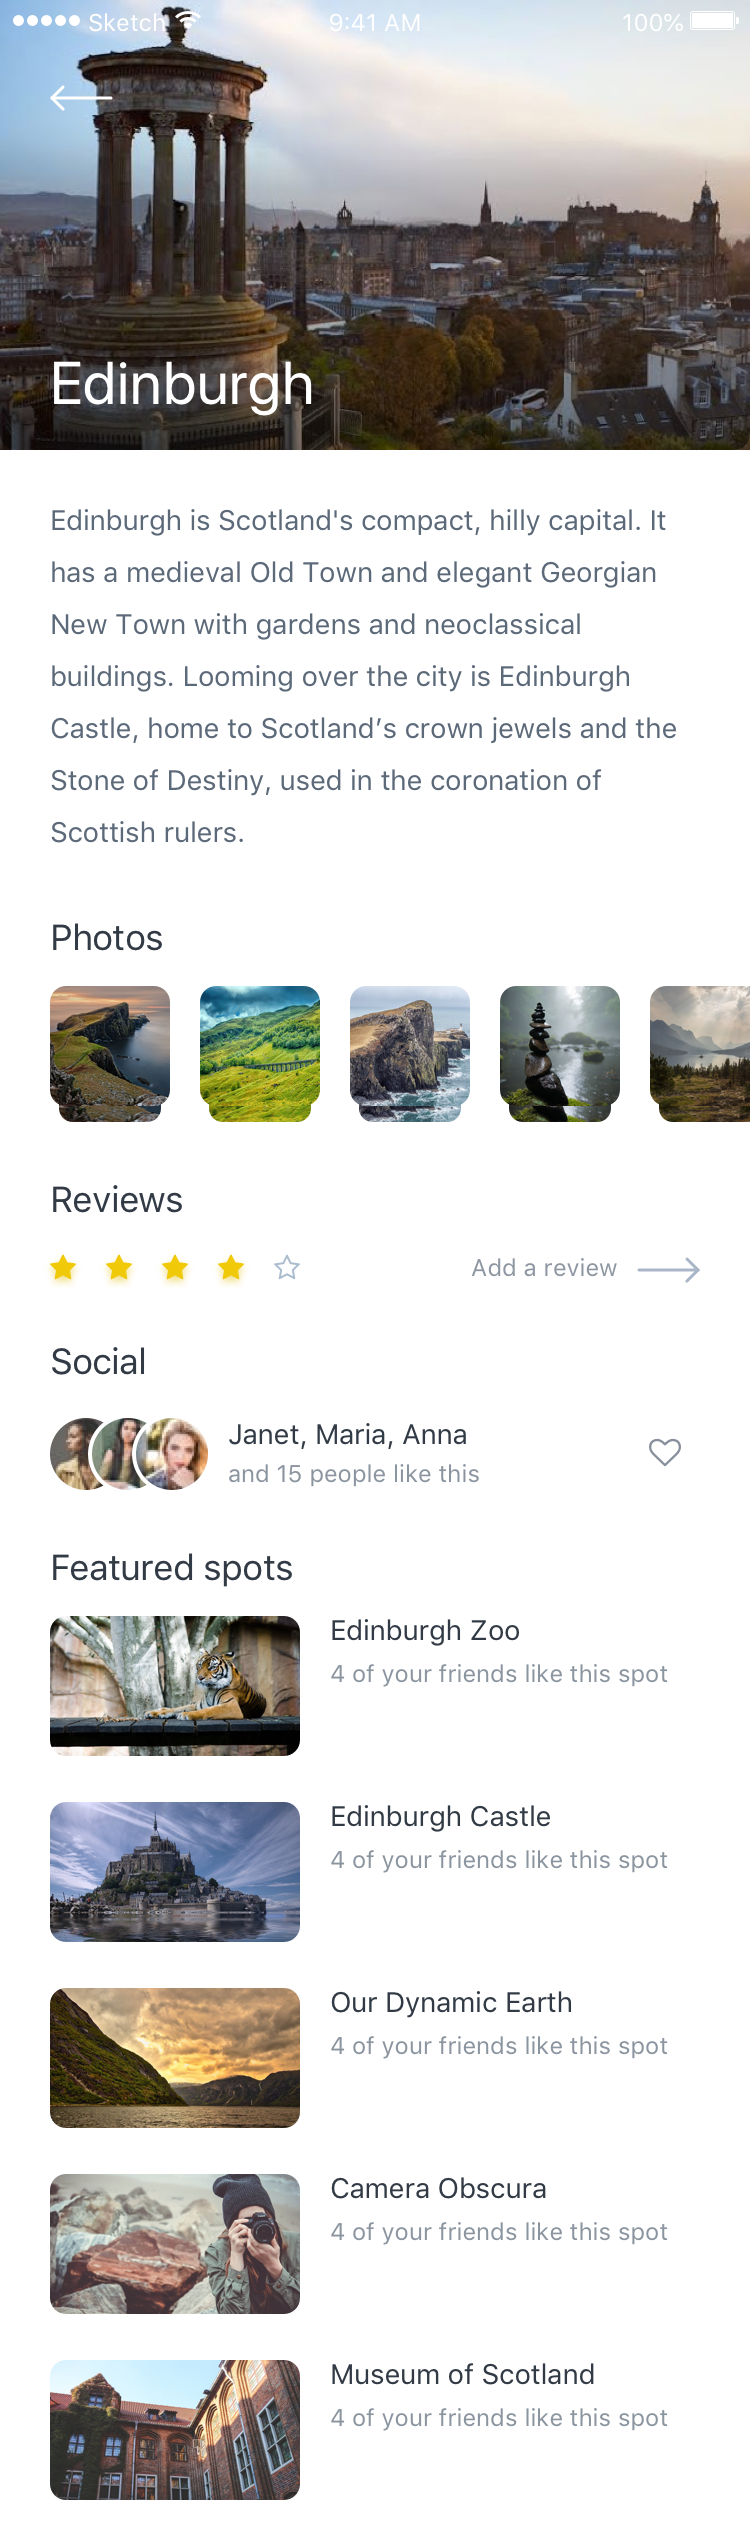 Sketch 9:41 AM 100%
Edinburgh
Edinburgh is Scotland's compact, hilly capital. It
has a medieval Old Town and elegant Georgian
New Town with gardens and neoclassical
buildings. Looming over the city is Edinburgh
Castle, home to Scotland’s crown jewels and the
Stone of Destiny, used in the coronation of
Scottish rulers.
Photos
Reviews
Add a review
Social
Janet, Maria, Anna
and 15 people like this
Featured spots
Edinburgh Zoo
4 of your friends like this spot
Edinburgh Castle
4 of your friends like this spot
Our Dynamic Earth
4 of your friends like this spot
Camera Obscura
4 of your friends like this spot
Museum of Scotland
4 of your friends like this spot